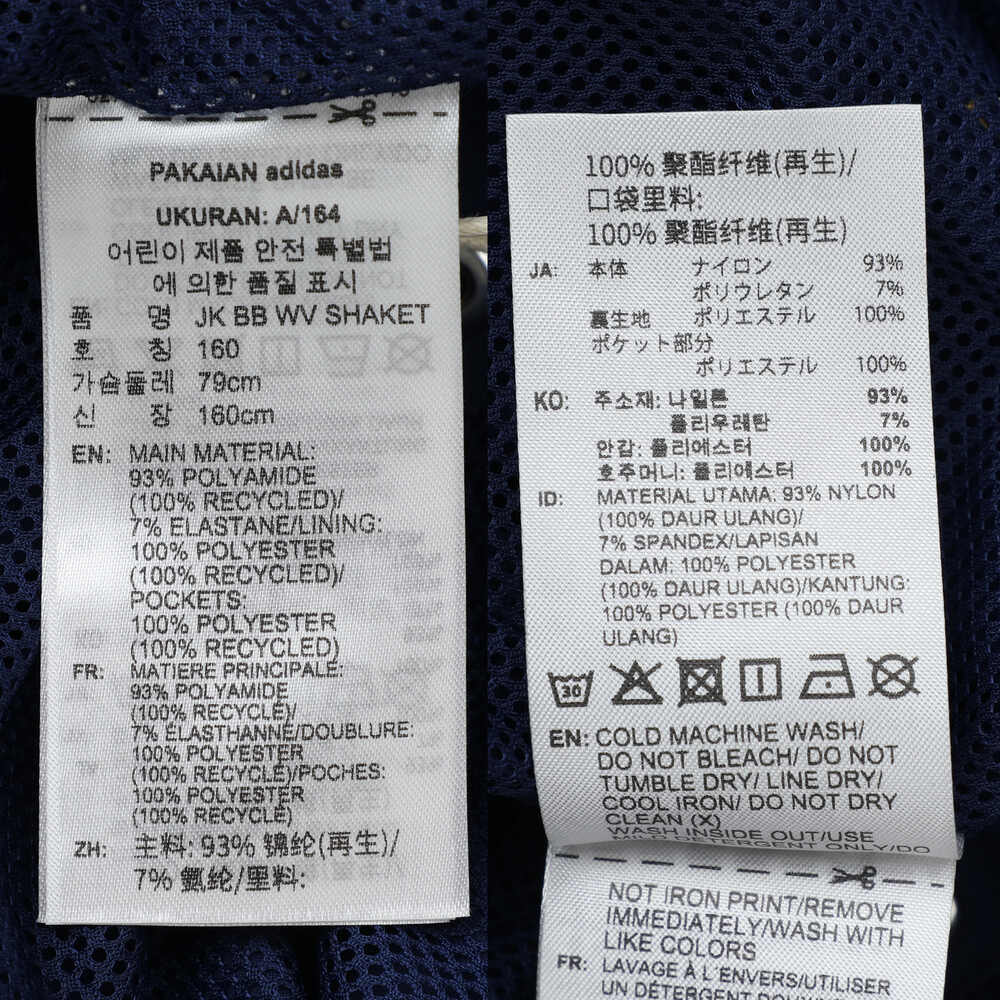 PAKAIAN adidas
UKURAN: A/164
어린이 제품 안전 특별법
에 의한 품질 표시
품 명 JK BB WV SHAKET
호 칭 160
가슴둘레 79cm
신 장 160cm
EN: MAIN MATERIAL:
93% POLYAMIDE
(100% RECYCLED)/
7% ELASTANE/LINING:
100% POLYESTER
(100% RECYCLED)/
POCKETS:
100% POLYESTER
(100% RECYCLED)
FR: MATIÈRE PRINCIPALE:
93% POLYAMIDE
(100% RECYCLÉ)/
7% ÉLASTHANNE/DOUBLURE:
100% POLYESTER
(100% RECYCLÉ)/POCHES:
100% POLYESTER
(100% RECYCLÉ)
ZH: 主料: 93% 锦纶(再生)/
7% 氨纶/里料:
100% 聚酯纤维(再生)/
口袋里料:
100% 聚酯纤维(再生)
JA: 本体 ナイロン 93%
ポリウレタン 7%
裏生地 ポリエステル 100%
ポケット部分
ポリエステル 100%
KO: 주소재: 나일론 93%
폴리우레탄 7%
안감: 폴리에스터 100%
호주머니: 폴리에스터 100%
ID: MATERIAL UTAMA: 93% NYLON
(100% DAUR ULANG)/
7% SPANDEX/LAPISAN
DALAM: 100% POLYESTER
(100% DAUR ULANG)/KANTUNG:
100% POLYESTER (100% DAUR
ULANG)
30
EN: COLD MACHINE WASH/
DO NOT BLEACH/ DO NOT
TUMBLE DRY/ LINE DRY/
COOL IRON/ DO NOT DRY
CLEAN (X)
WASH INSIDE OUT/USE
MILD DETERGENT ONLY/DO
NOT IRON PRINT/REMOVE
IMMEDIATELY/WASH WITH
LIKE COLORS
FR: LAVAGE À L'ENVERS/UTILISER
UN DÉTERGENT